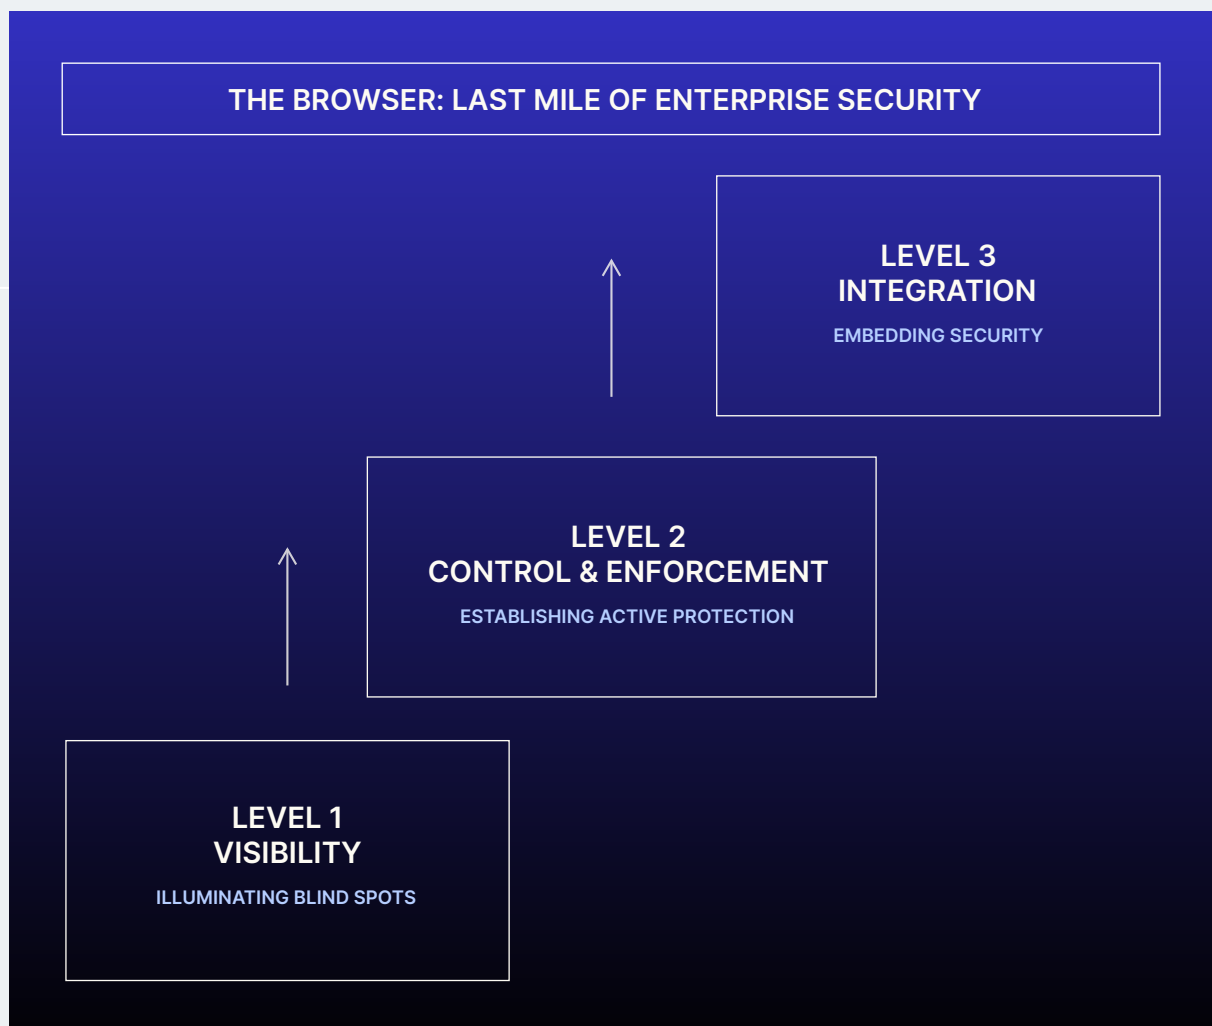 THE BROWSER: LAST MILE OF ENTERPRISE SECURITY
LEVEL 3
INTEGRATION
EMBEDDING SECURITY
LEVEL 2
CONTROL & ENFORCEMENT
ESTABLISHING ACTIVE PROTECTION
LEVEL 1
VISIBILITY
ILLUMINATING BLIND SPOTS